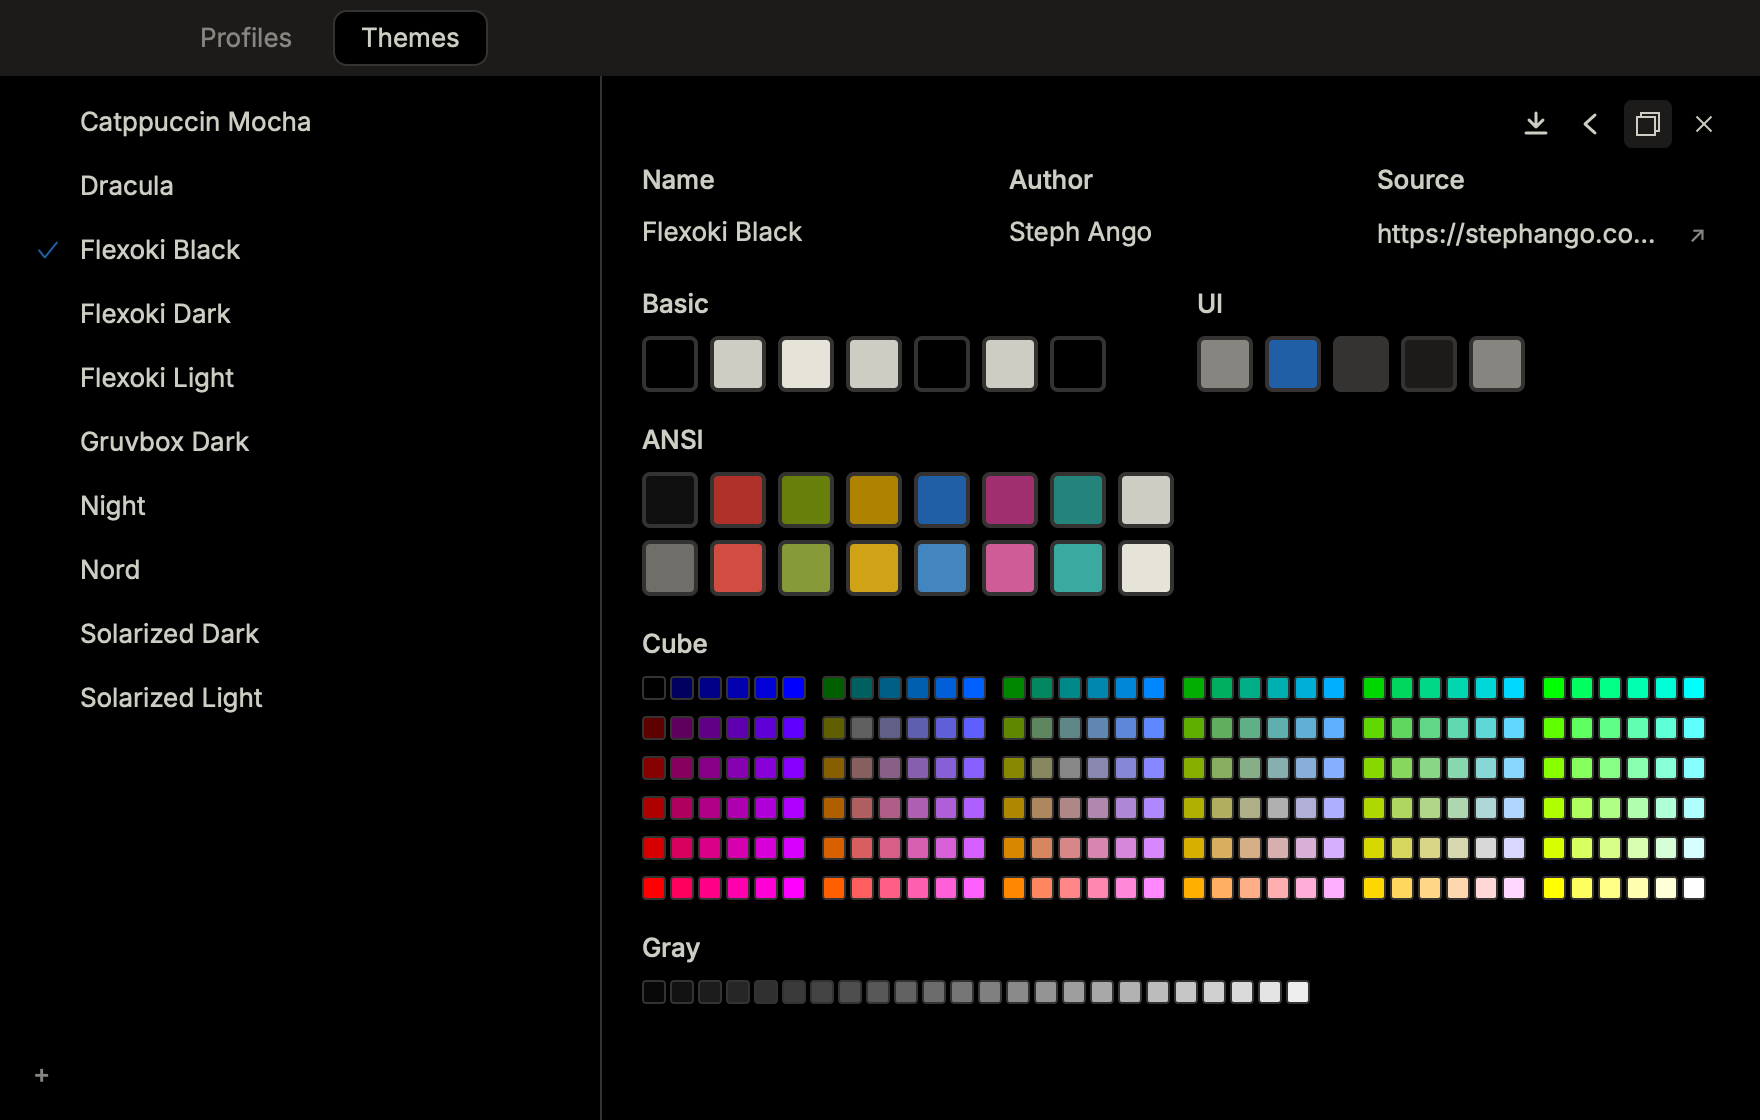 Profiles
Themes
Catppuccin Mocha
Dracula
Flexoki Black
Flexoki Dark
Flexoki Light
Gruvbox Dark
Night
Nord
Solarized Dark
Solarized Light
Name
Author
Source
Flexoki Black
Steph Ango
https://stephango.co...
Basic
UI
ANSI
Cube
Gray